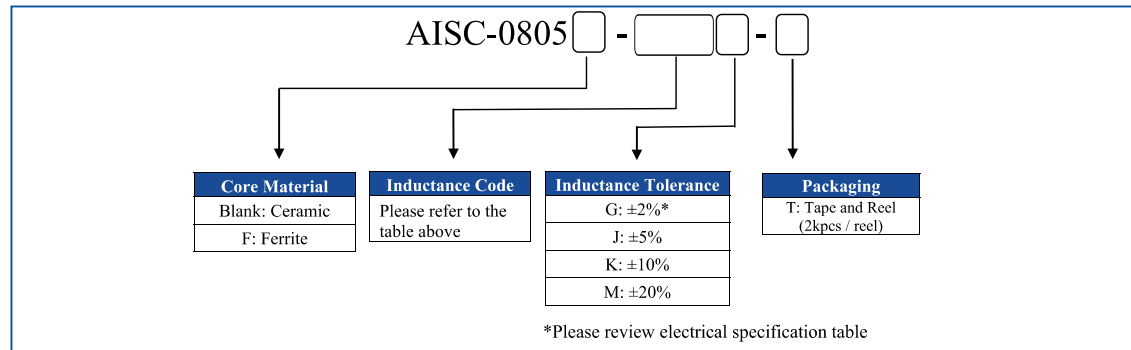 AISC-0805 - -
Core Material
Blank: Ceramic
F: Ferrite
Inductance Code
Please refer to the
table above
Inductance Tolerance
G: ±2%*
J: ±5%
K: ±10%
M: ±20%
Packaging
T: Tape and Reel
(2kpcs / reel)
*Please review electrical specification table